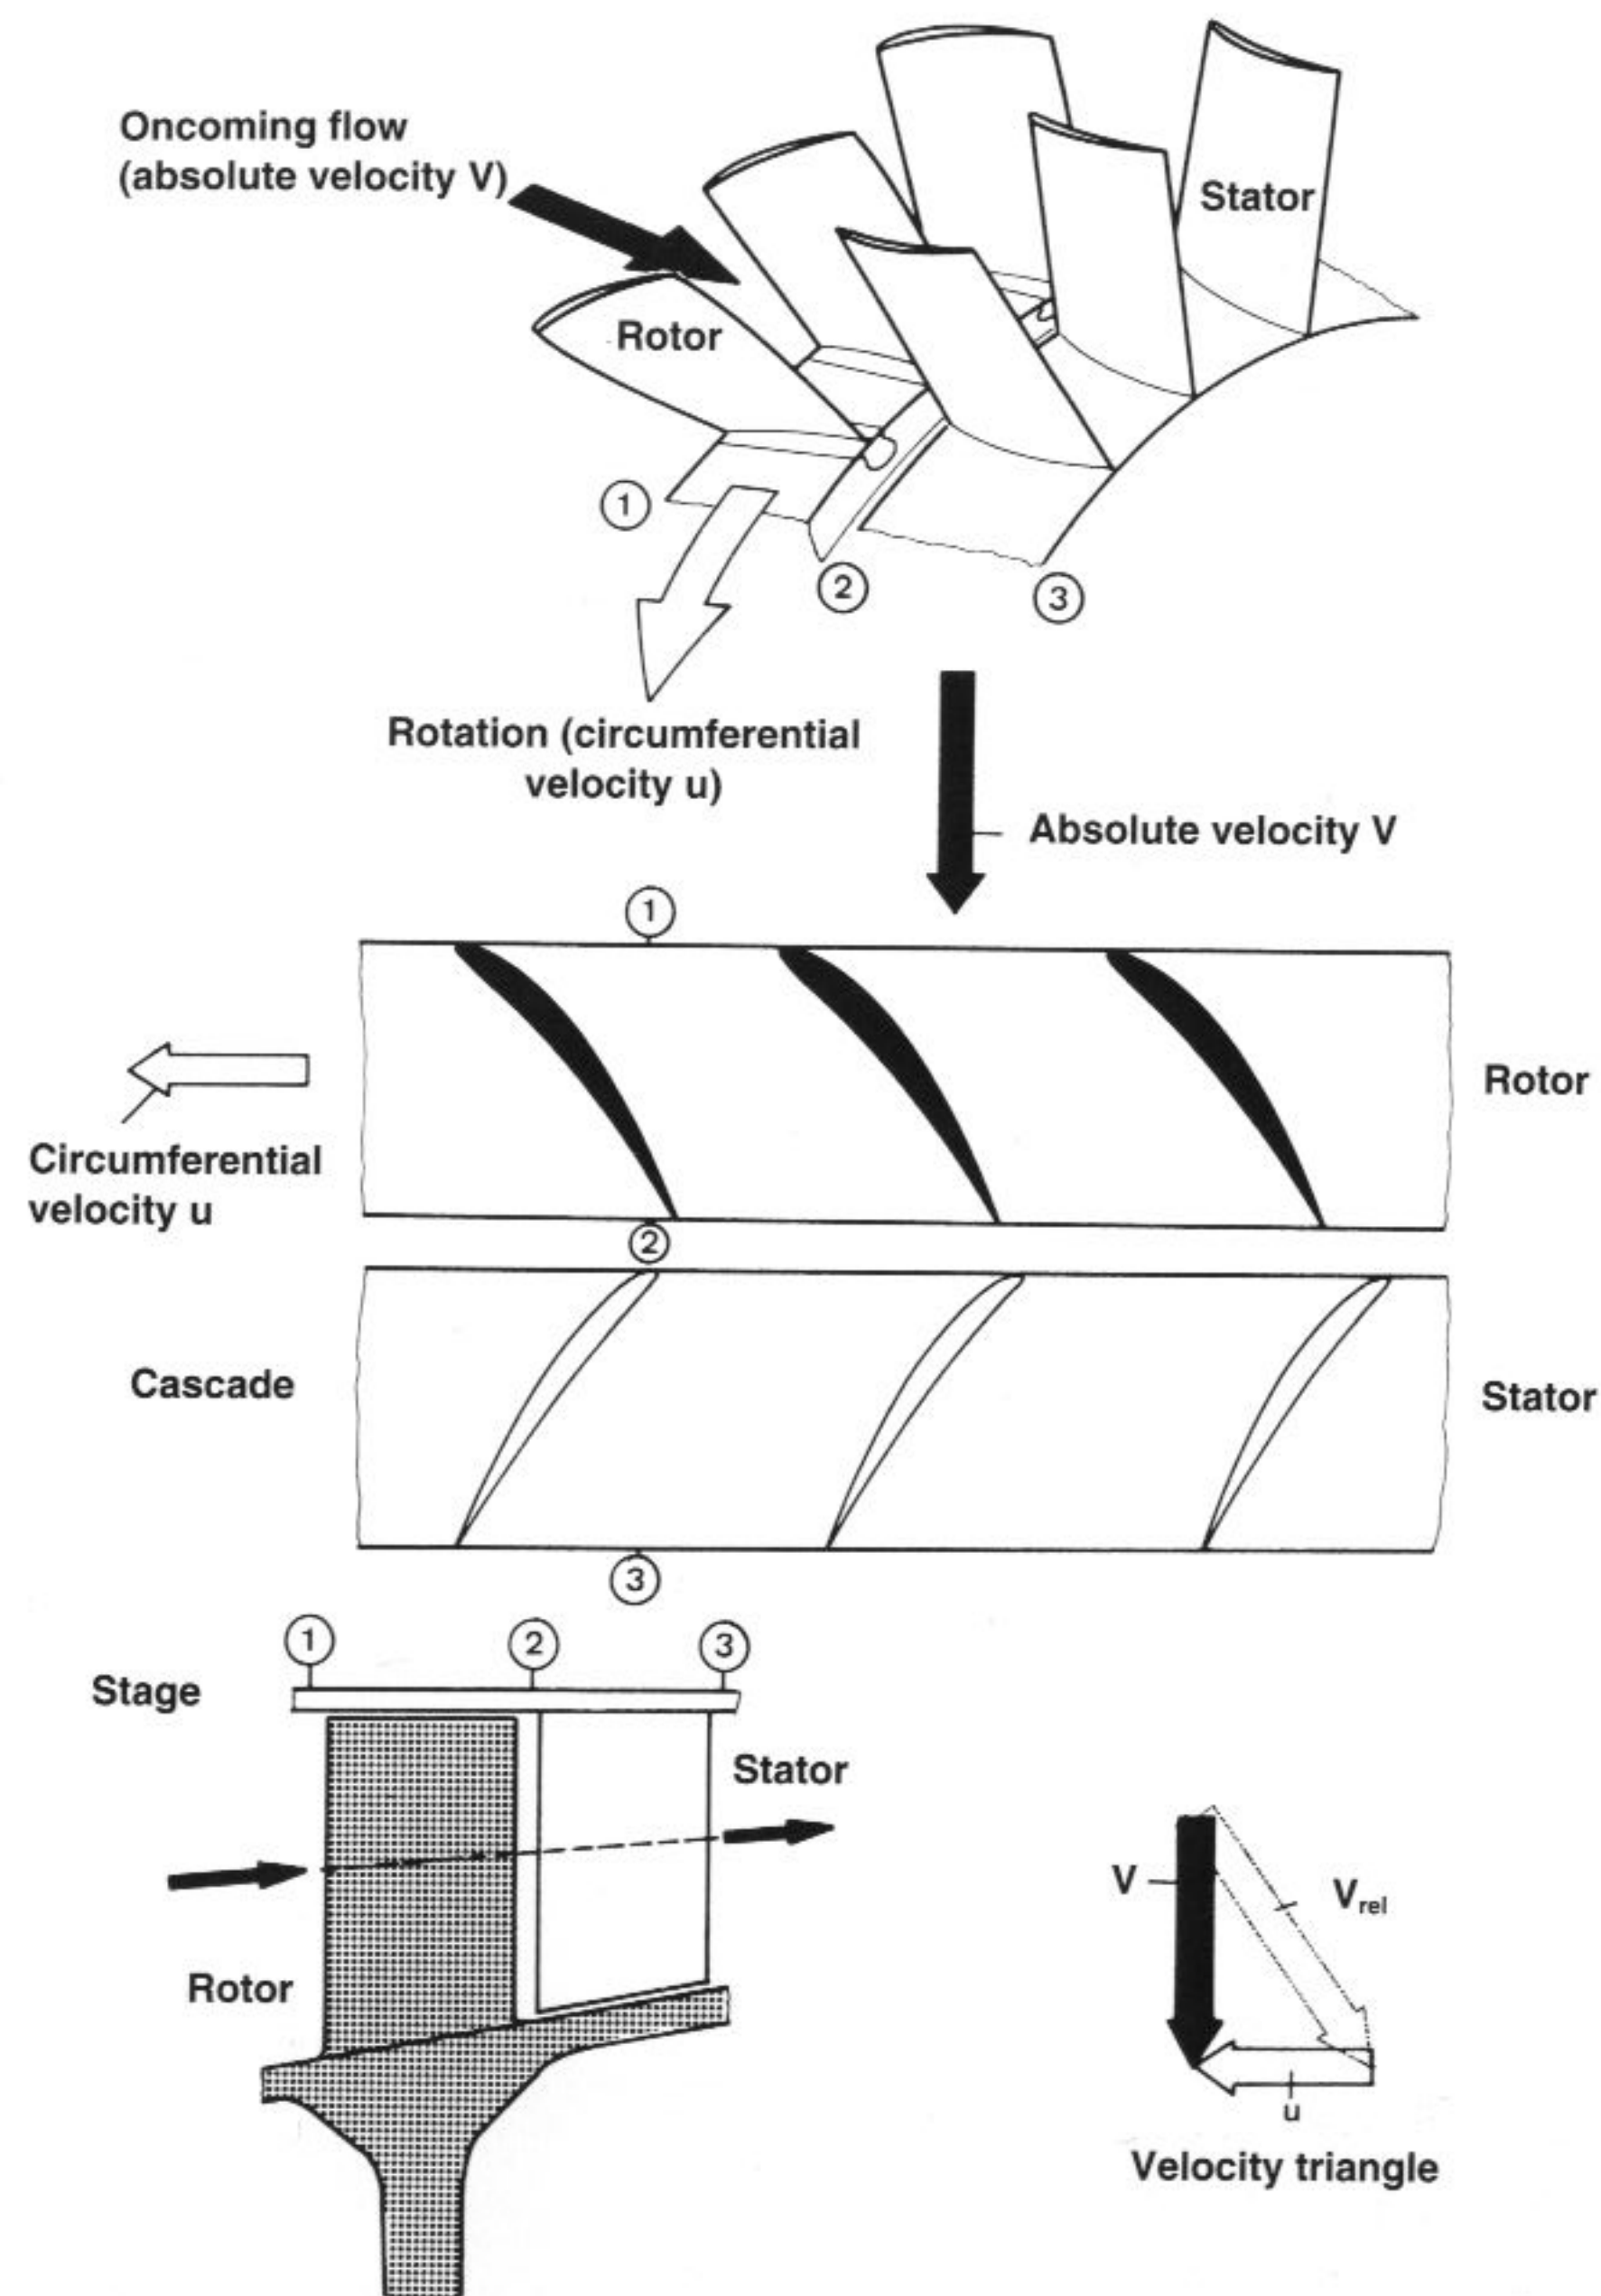 Oncoming flow
(absolute velocity V)
Stator
Rotor
1
2
3
Rotation (circumferential
velocity u)
Absolute velocity V
1
Rotor
Circumferential
velocity u
2
Cascade
Stator
3
1
2
3
Stage
Stator
Rotor
V
Vrel
u
Velocity triangle